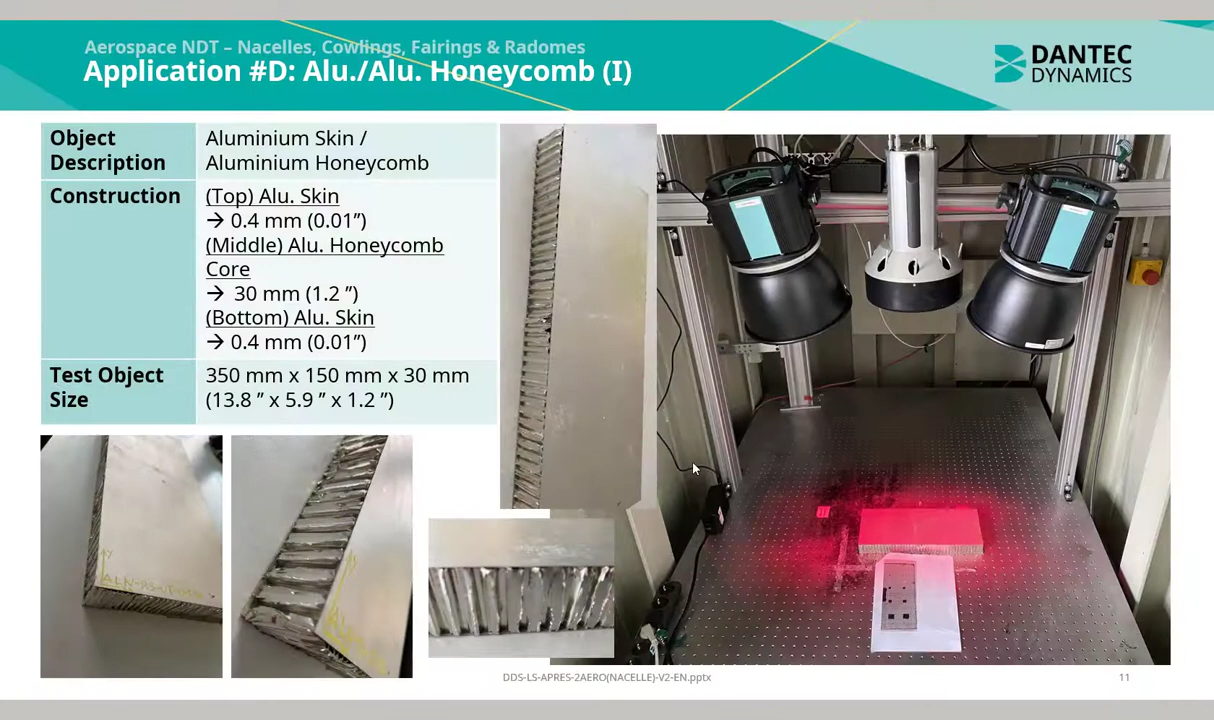 Aerospace NDT – Nacelles, Cowlings, Fairings & Radomes
Application #D: Alu./Alu. Honeycomb (I)
DANTEC
DYNAMICS
Object
Description
Aluminium Skin /
Aluminium Honeycomb
Construction
(Top) Alu. Skin
→ 0.4 mm (0.01”)
(Middle) Alu. Honeycomb
Core
→ 30 mm (1.2 ”)
(Bottom) Alu. Skin
→ 0.4 mm (0.01”)
Test Object
Size
350 mm x 150 mm x 30 mm
(13.8 ” x 5.9 ” x 1.2 ”)
DDS-LS-APRES-2AERO(NACELLE)-V2-EN.pptx
11